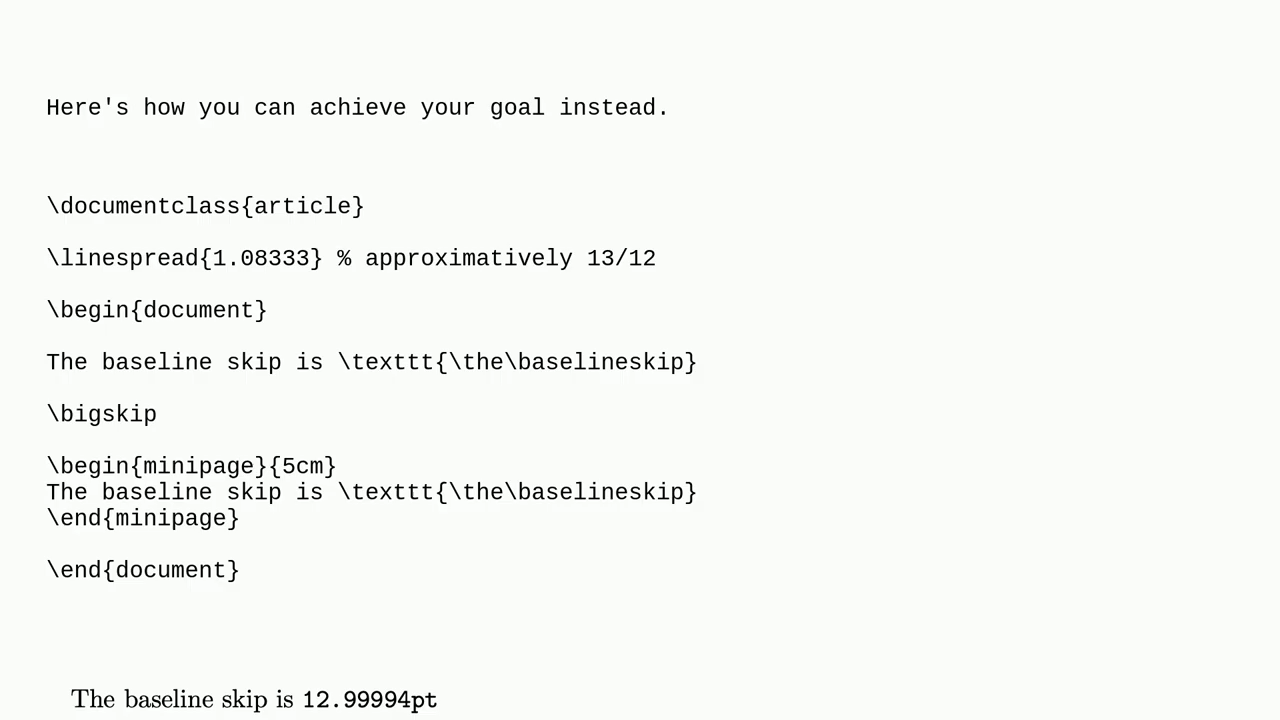 Here's how you can achieve your goal instead.
\documentclass{article}
\linespread{1.08333} % approximatively 13/12
\begin{document}
The baseline skip is \texttt{\the\baselineskip}
\bigskip
\begin{minipage}{5cm}
The baseline skip is \texttt{\the\baselineskip}
\end{minipage}
\end{document}
The baseline skip is 12.99994pt